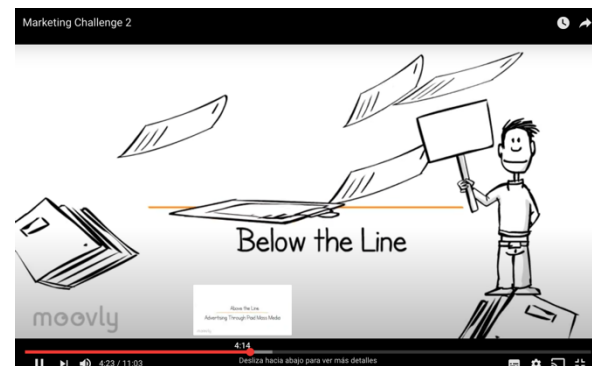 Marketing Challenge 2
Below the Line
Above the Line
Advertising Through Paid Mass Media
moovly
4:14
4:23 / 11:03
Desliza hacia abajo para ver más detalles